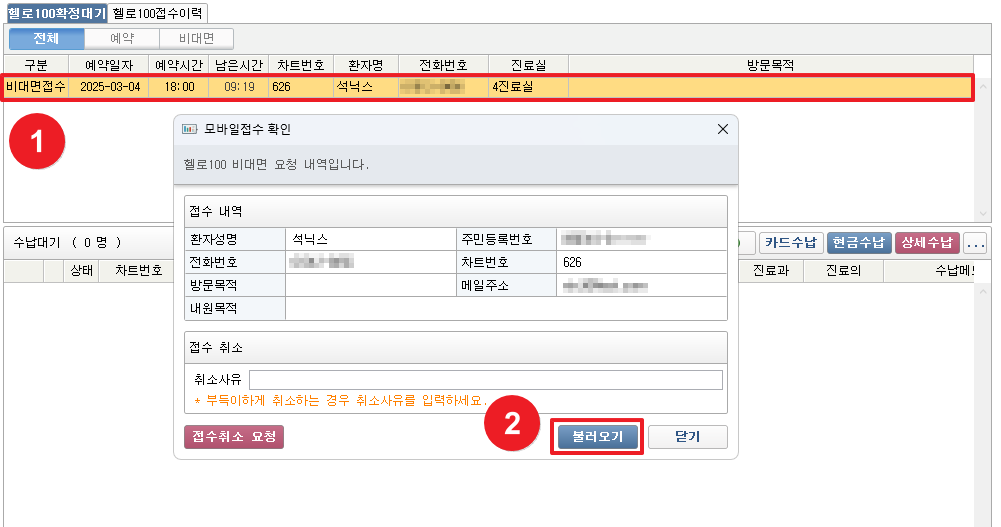 헬로100확정대기 헬로100접수이력
전체 예약 비대면
구분 예약일자 예약시간 남은시간 차트번호 환자명 전화번호 진료실 방문목적
비대면접수 2025-03-04 18:00 09:19 626 석닉스 4진료실
1
모바일접수 확인
헬로100 비대면 요청 내역입니다.
접수 내역
환자성명 석닉스 주민등록번호
전화번호 차트번호 626
방문목적 메일주소
내원목적
접수 취소
취소사유
* 부득이하게 취소하는 경우 취소사유를 입력하세요.
2
접수취소 요청 불러오기 닫기
수납대기 ( 0 명 ) 카드수납 현금수납 상세수납 ...
상태 차트번호 진료과 진료의 수납메모